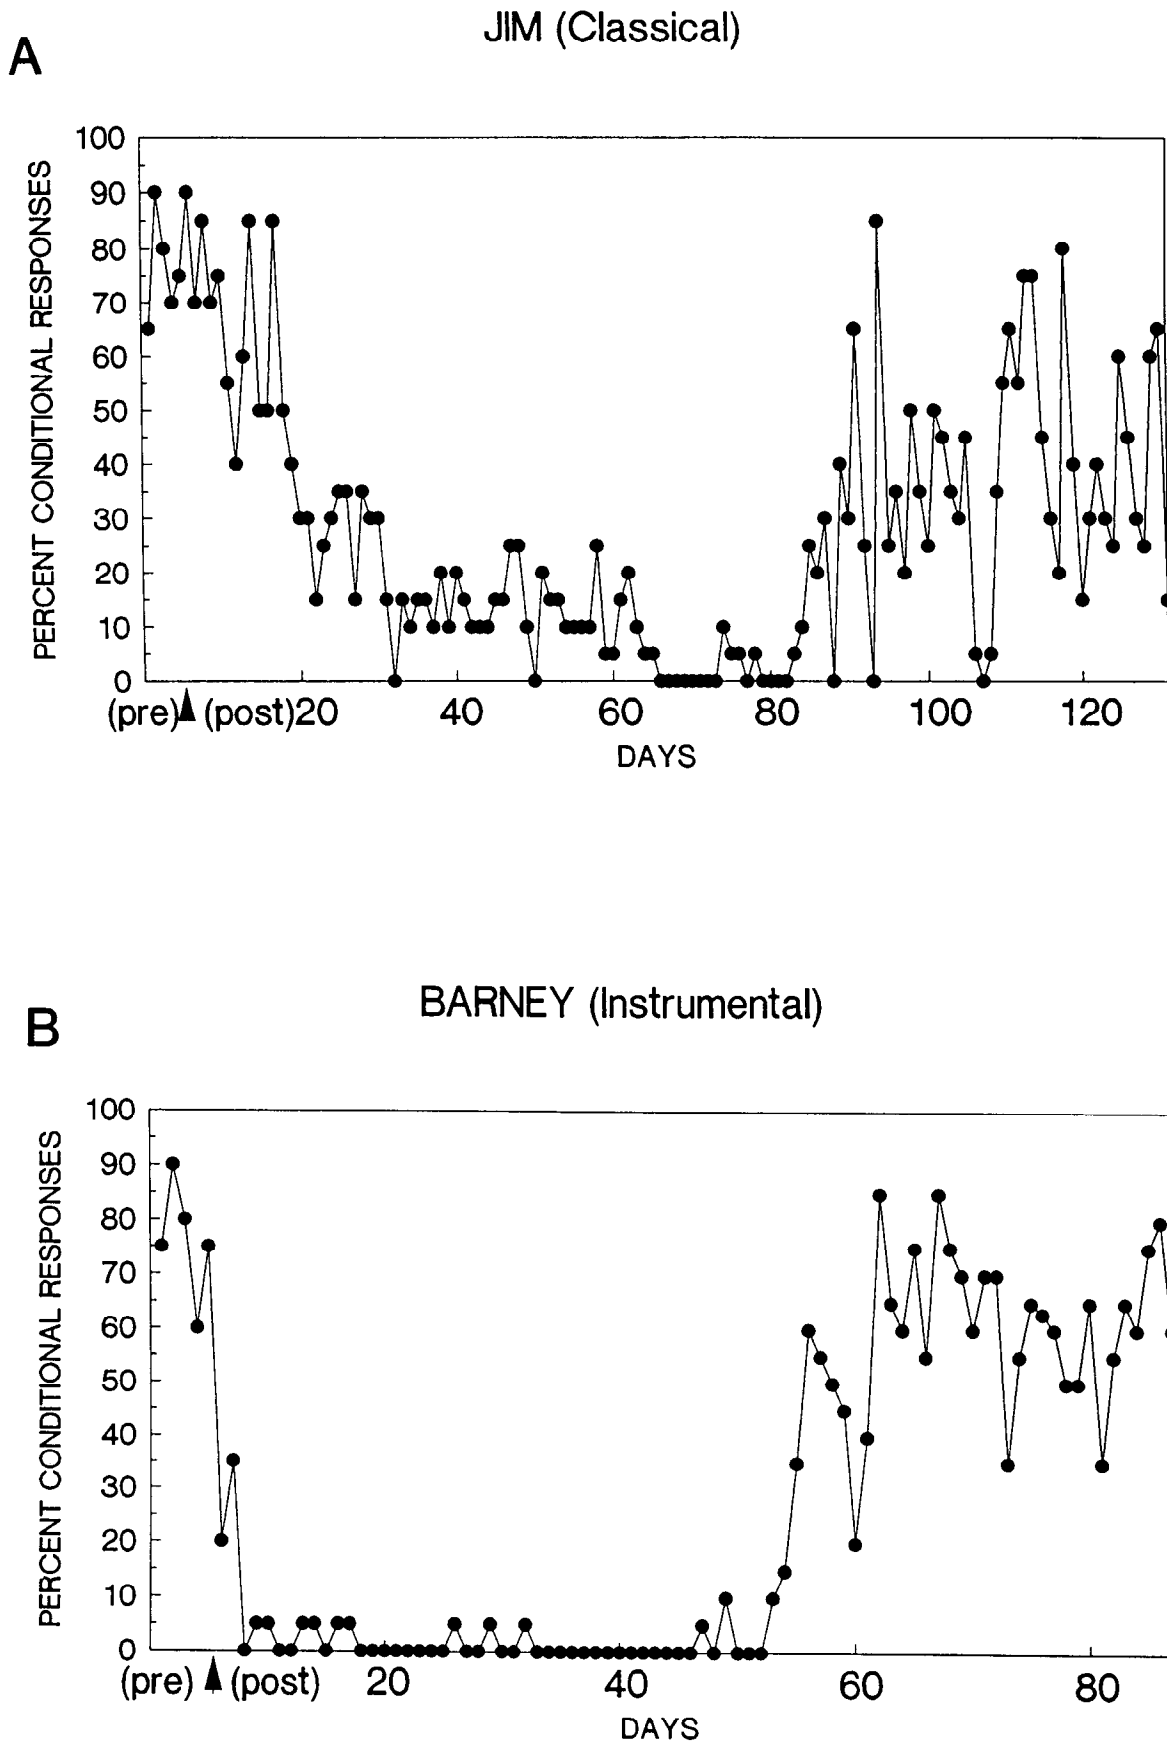 JIM (Classical)
A
PERCENT CONDITIONAL RESPONSES
100
90
80
70
60
50
40
30
20
10
0
(pre) (post) 20 40 60 80 100 120
DAYS
BARNEY (Instrumental)
B
PERCENT CONDITIONAL RESPONSES
100
90
80
70
60
50
40
30
20
10
0
(pre) (post) 20 40 60 80
DAYS